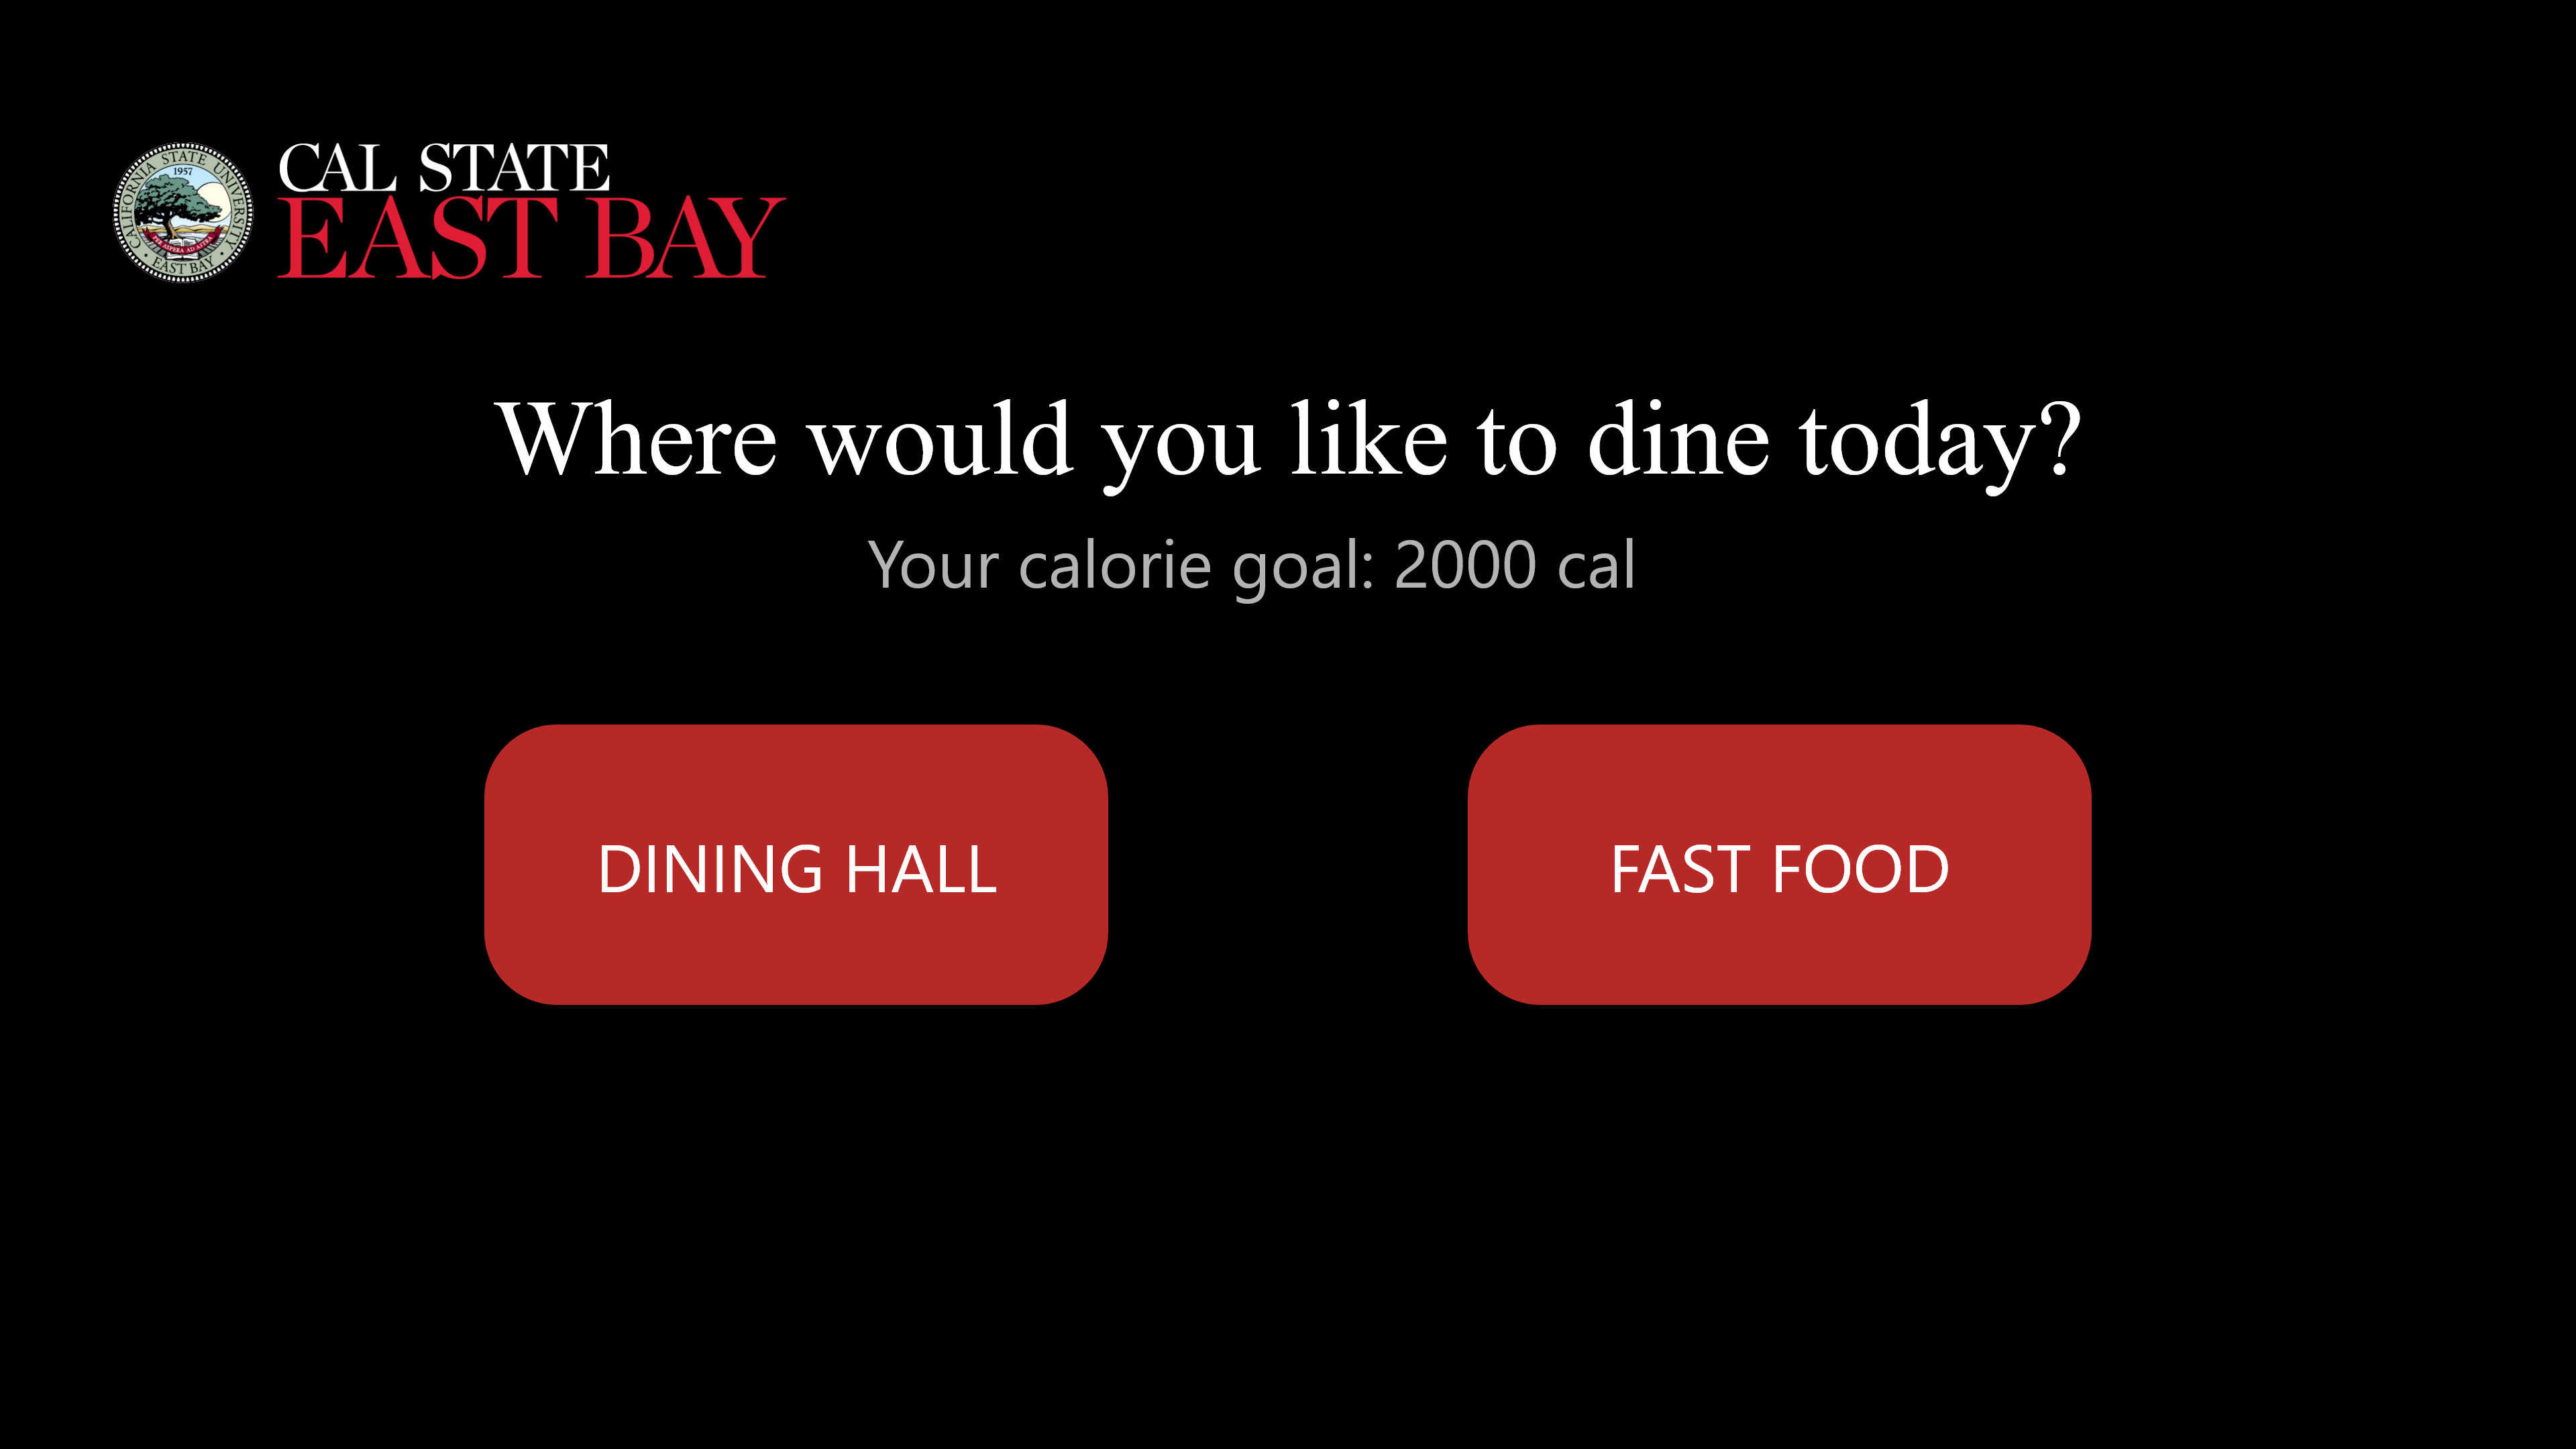 CALIFORNIA STATE UNIVERSITY
1957
PER ASPERA AD ASTRA
· EAST BAY ·
CAL STATE
EAST BAY
Where would you like to dine today?
Your calorie goal: 2000 cal
DINING HALL
FAST FOOD